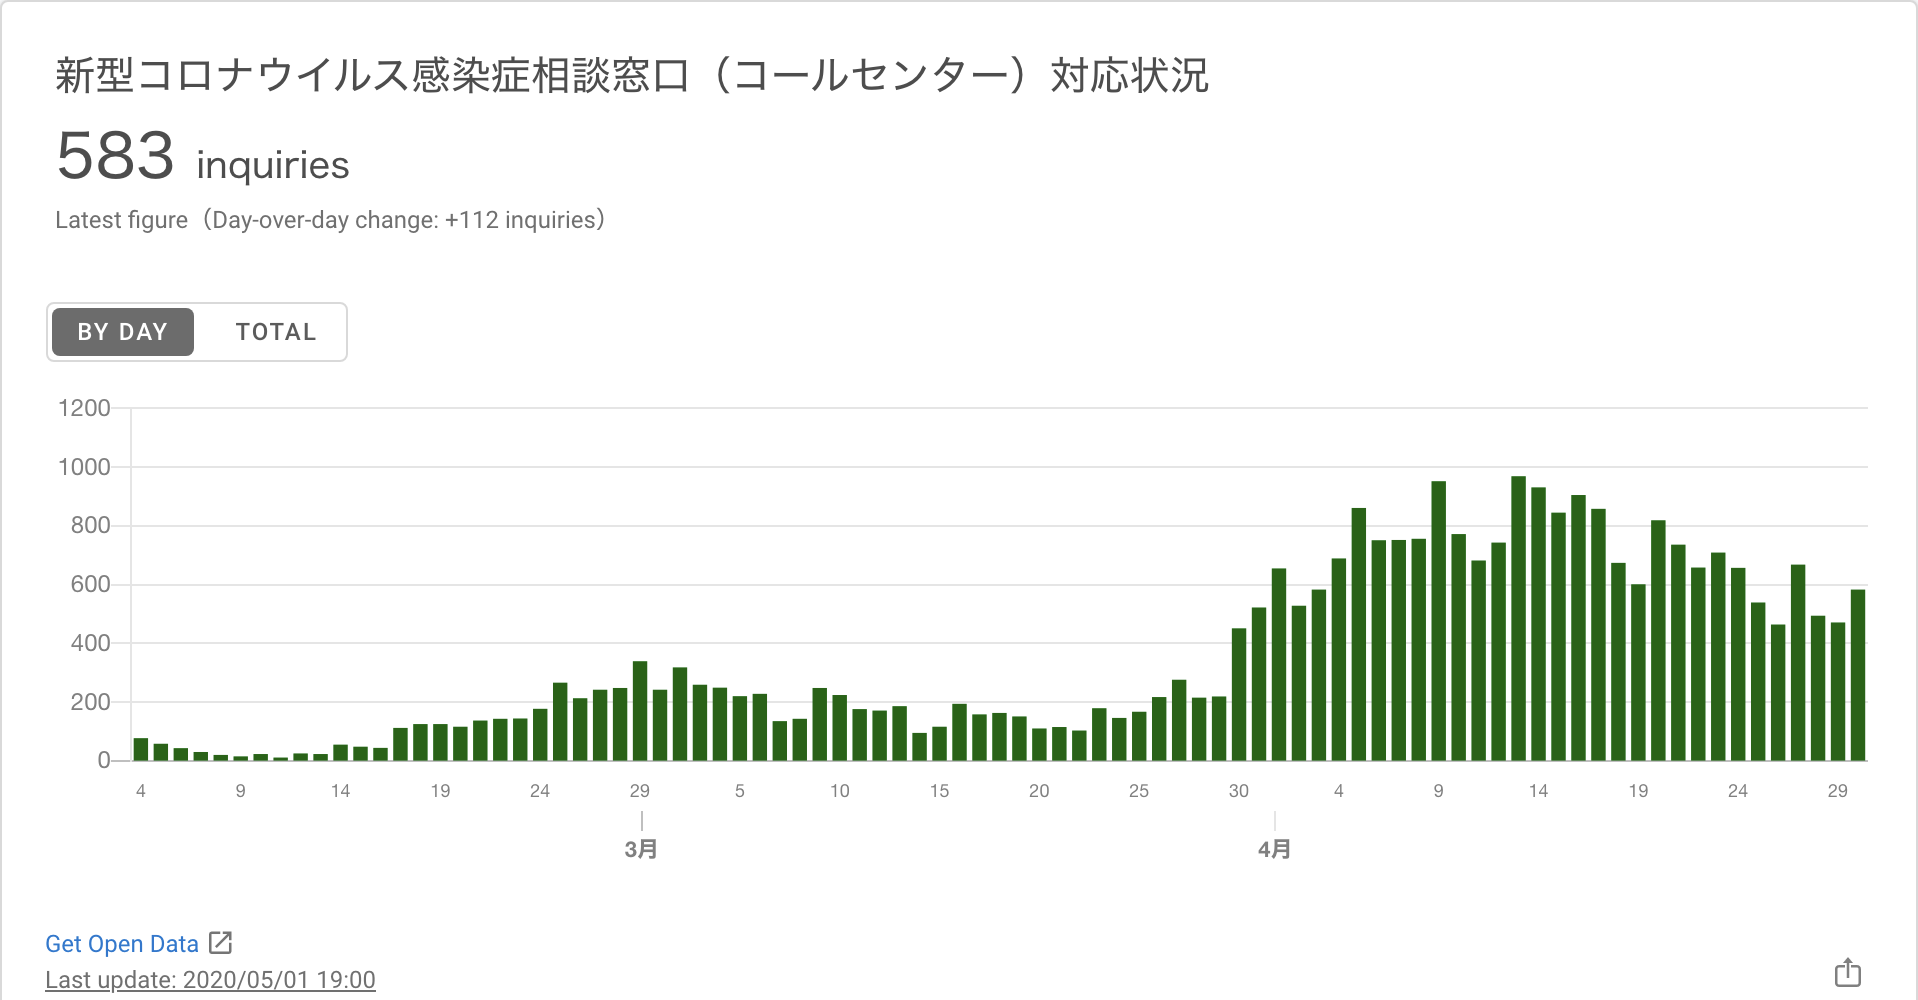 新型コロナウイルス感染症相談窓口（コールセンター）対応状況
583 inquiries
Latest figure（Day-over-day change: +112 inquiries）
BY DAY TOTAL
1200
1000
800
600
400
200
0
4 9 14 19 24 29 5 10 15 20 25 30 4 9 14 19 24 29
3月 4月
Get Open Data
Last update: 2020/05/01 19:00